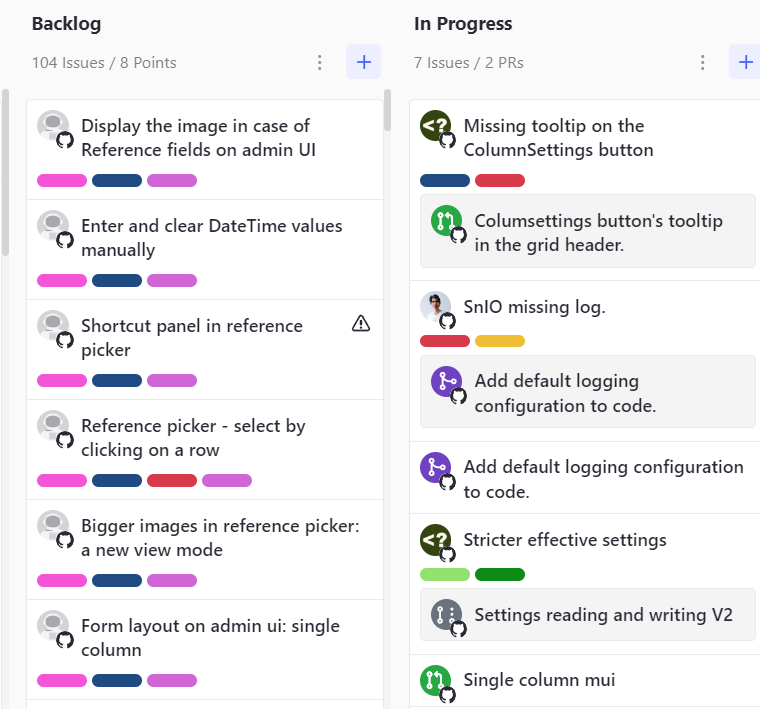 Backlog
104 Issues / 8 Points
Display the image in case of
Reference fields on admin UI
Enter and clear DateTime values
manually
Shortcut panel in reference
picker
Reference picker - select by
clicking on a row
Bigger images in reference picker:
a new view mode
Form layout on admin ui: single
column
In Progress
7 Issues / 2 PRs
<?
Missing tooltip on the
ColumnSettings button
Columsettings button's tooltip
in the grid header.
SnIO missing log.
Add default logging
configuration to code.
Add default logging configuration
to code.
<?
Stricter effective settings
Settings reading and writing V2
Single column mui